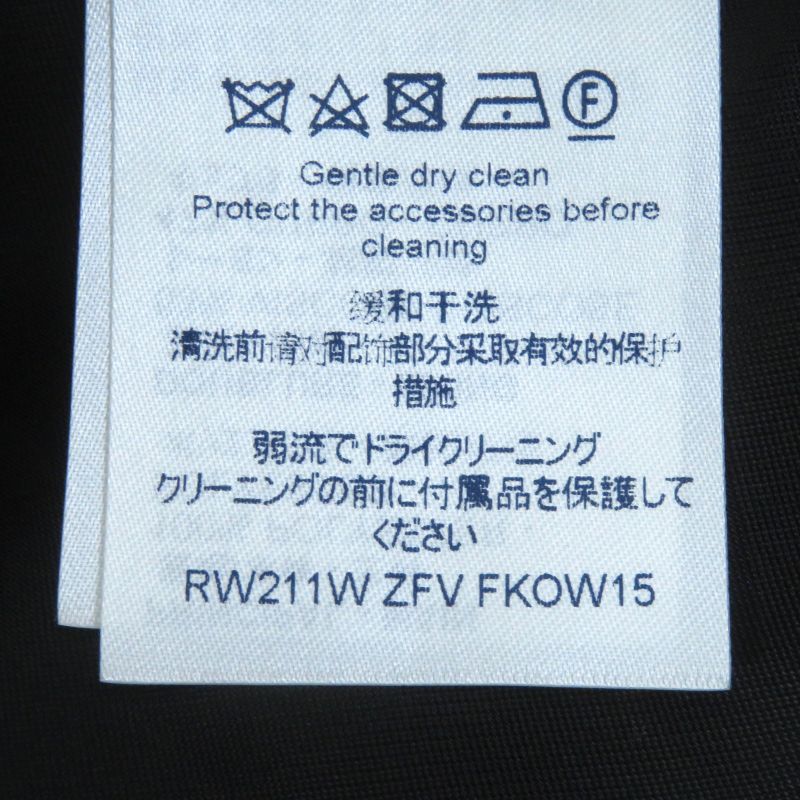 F
Gentle dry clean
Protect the accessories before
cleaning
缓和干洗
清洗前请对配饰部分采取有效的保护
措施
弱流でドライクリーニング
クリーニングの前に付属品を保護して
ください
RW211W ZFV FKOW15